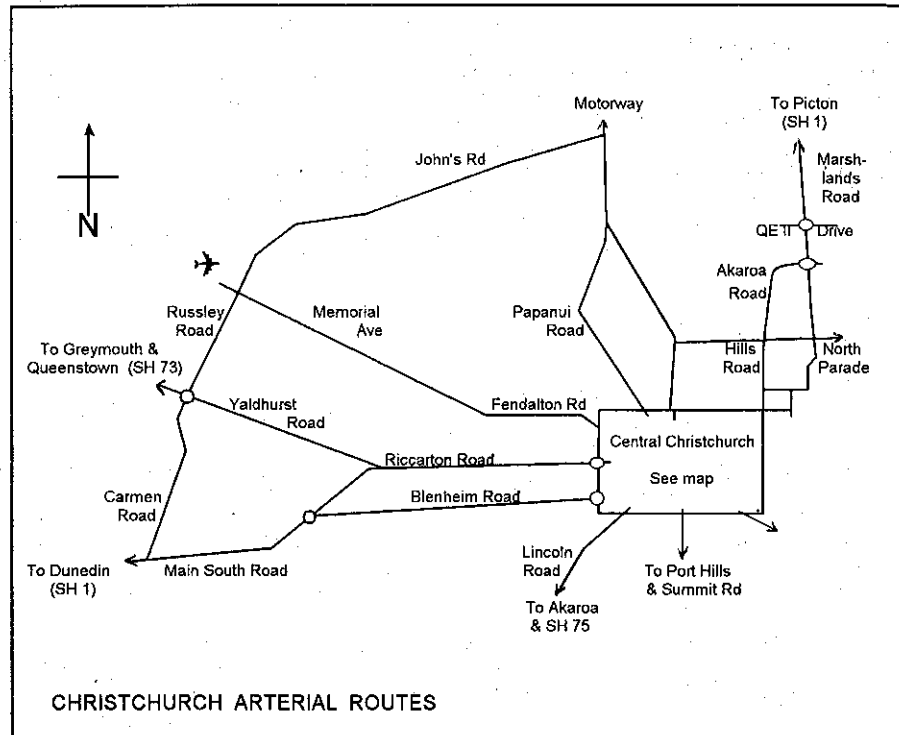 Motorway
To Picton
(SH 1)
John's Rd
Marsh-
lands
Road
N
QE II Drive
Akaroa
Road
Russley
Road
Memorial
Ave
Papanui
Road
To Greymouth &
Queenstown (SH 73)
Hills
Road
North
Parade
Yaldhurst
Road
Fendalton Rd
Central Christchurch
See map
Riccarton Road
Blenheim Road
Carmen
Road
To Dunedin
(SH 1)
Main South Road
Lincoln
Road
To Port Hills
& Summit Rd
To Akaroa
& SH 75
CHRISTCHURCH ARTERIAL ROUTES